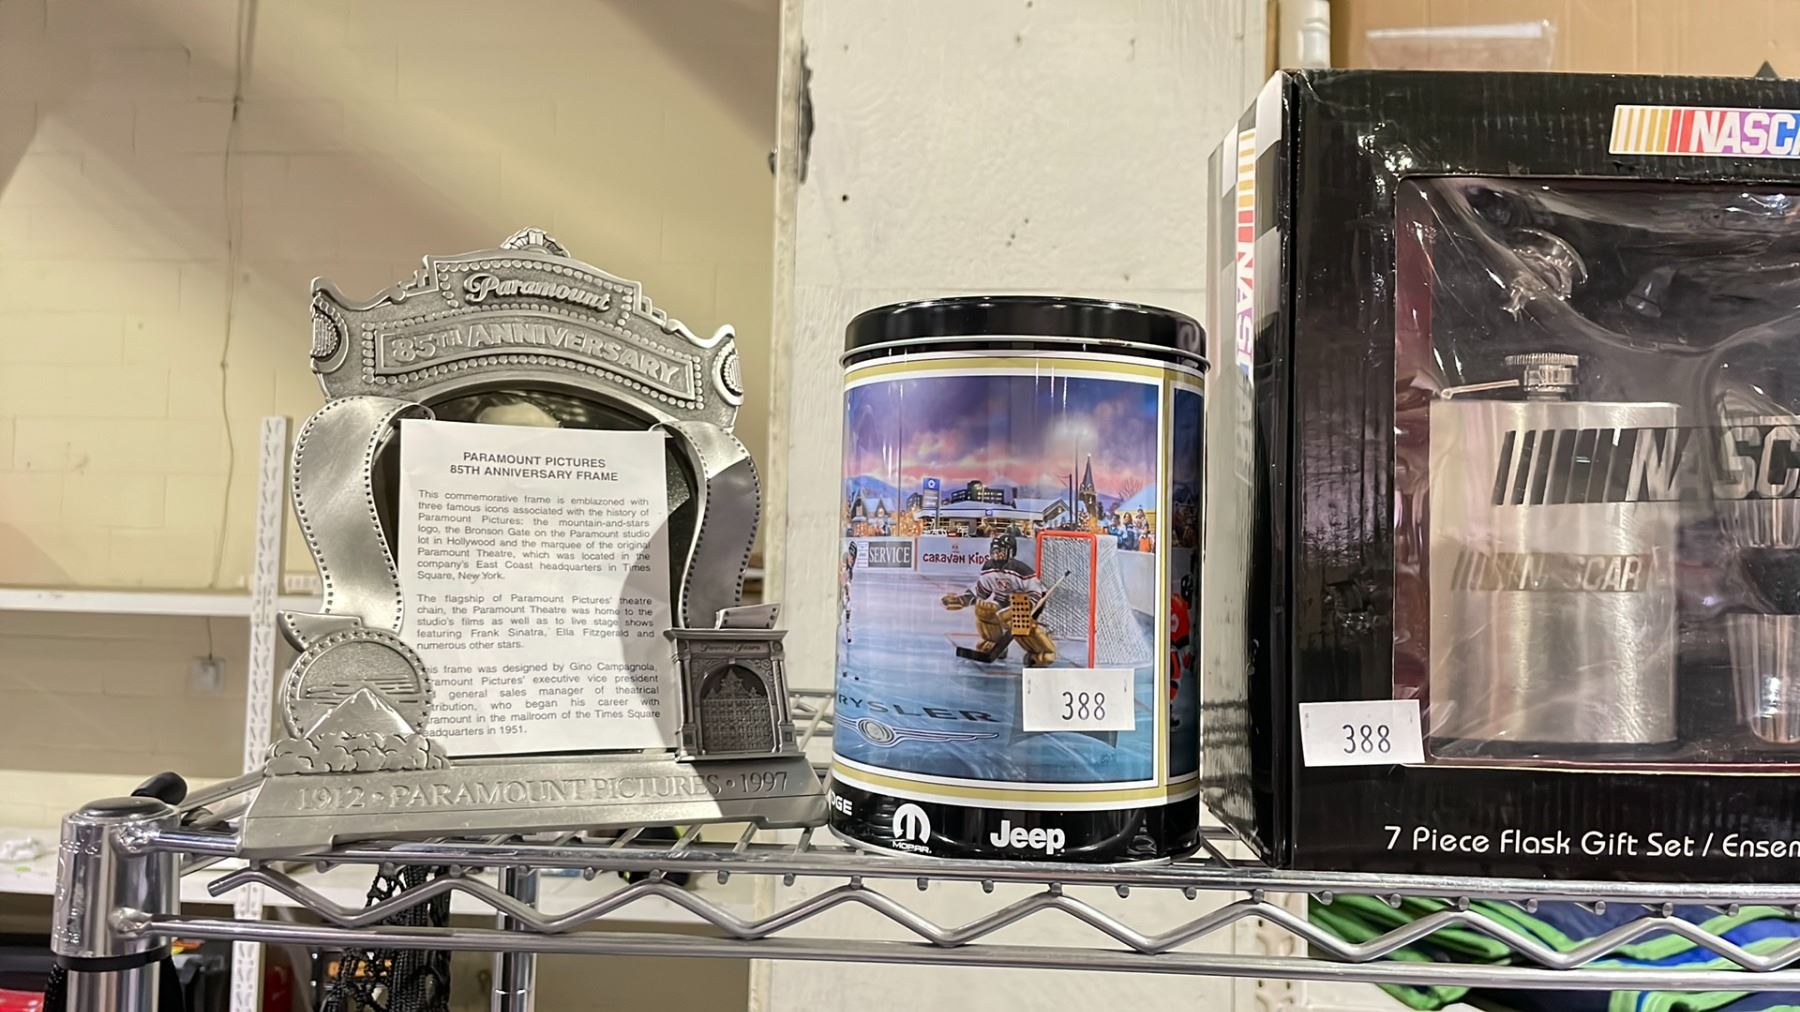 Paramount
85TH ANNIVERSARY
PARAMOUNT PICTURES
85TH ANNIVERSARY FRAME
This commemorative frame is emblazoned with
three famous icons associated with the history of
Paramount Pictures: the mountain-and-stars
logo, the Bronson Gate on the Paramount studio
lot in Hollywood and the marquee of the original
Paramount Theatre, which was located in the
company's East Coast headquarters in Times
Square, New York.
The flagship of Paramount Pictures' theatre
chain, the Paramount Theatre was home to the
studio's films as well as to live stage shows
featuring Frank Sinatra, Ella Fitzgerald and
numerous other stars.
is frame was designed by Gino Campagnola,
ramount Pictures' executive vice president
general sales manager of theatrical
tribution, who began his career with
ramount in the mailroom of the Times Square
eadquarters in 1951.
1912 • PARAMOUNT PICTURES • 1997
SERVICE
CARAVAN KIDS
RYSLER
388
DGE
MOPAR
Jeep
NASCAR
NASCA
NASC
NASCAR
388
7 Piece Flask Gift Set / Ensem